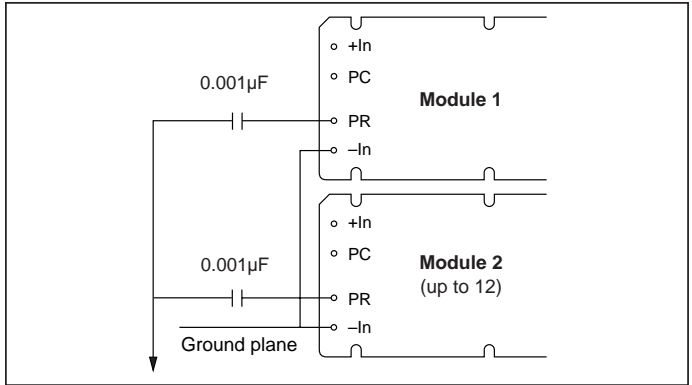 +In
0.001µF
PC
Module 1
PR
–In
+In
0.001µF
PC
Module 2
(up to 12)
PR
–In
Ground plane